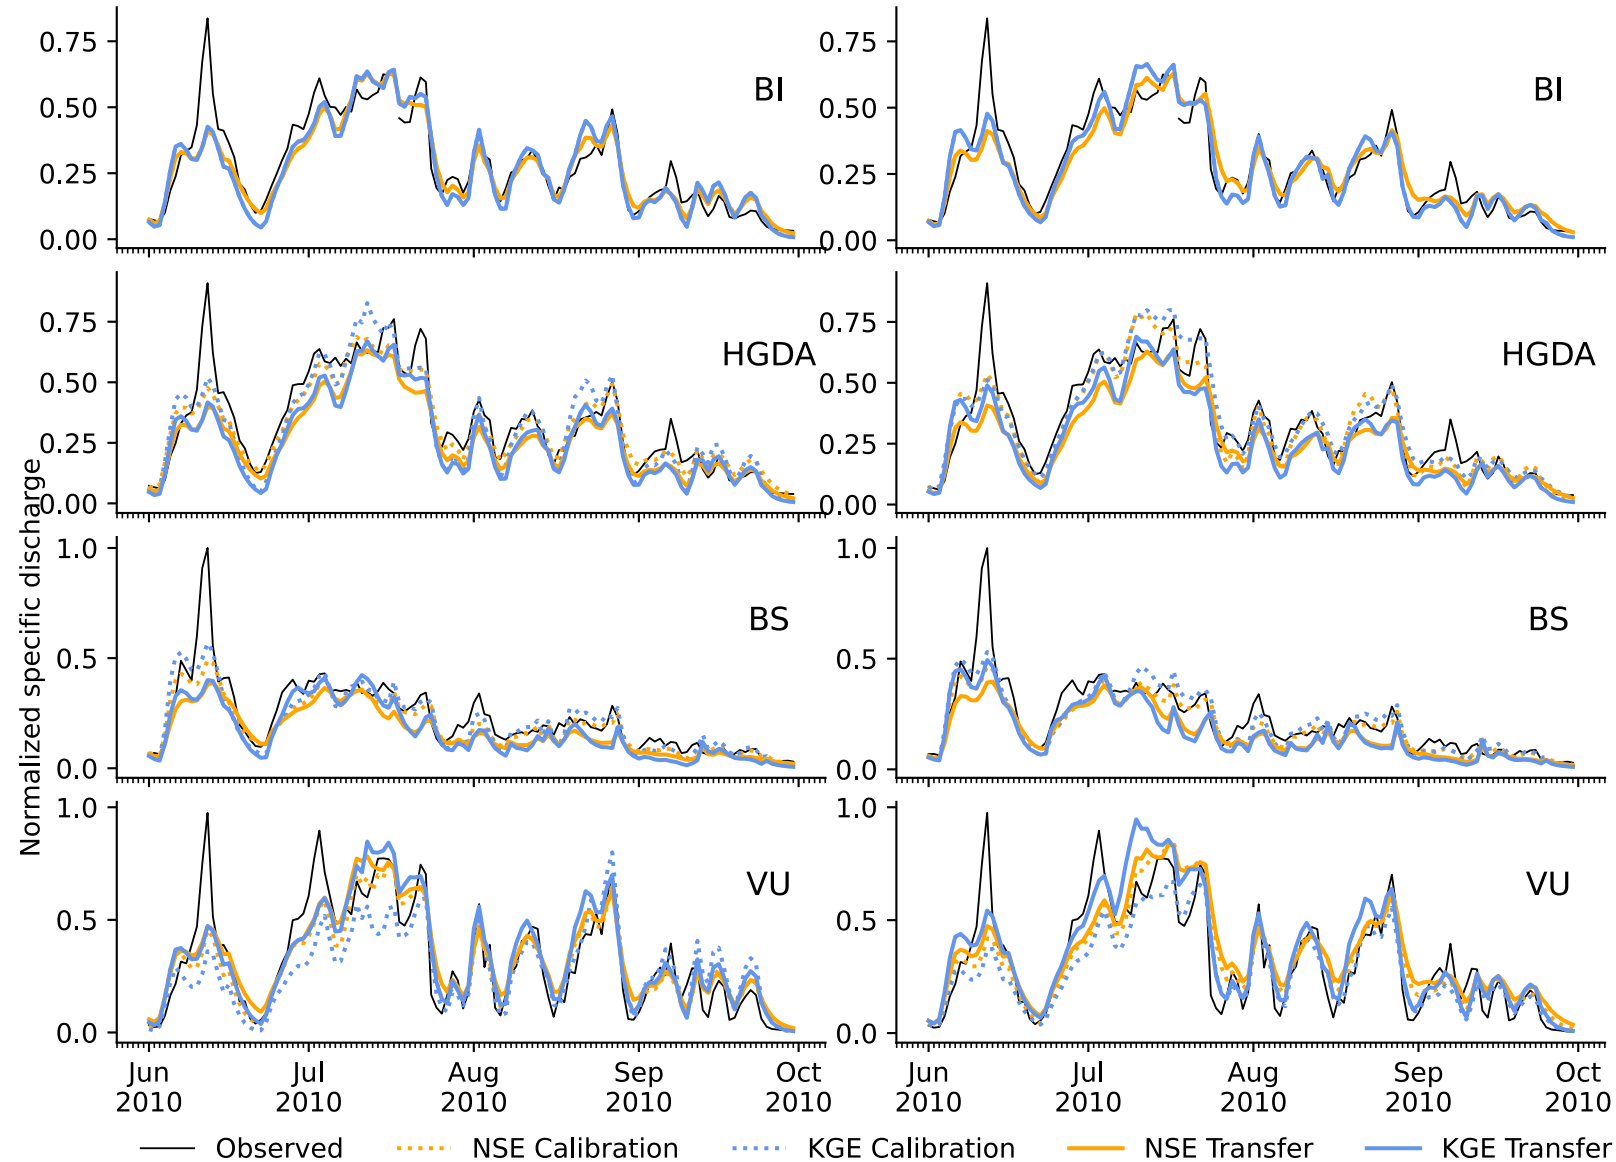 0.75
0.50
0.25
0.00
BI
0.75
0.50
0.25
0.00
BI
0.75
0.50
0.25
0.00
HGDA
0.75
0.50
0.25
0.00
HGDA
Normalized specific discharge
1.0
0.5
0.0
BS
1.0
0.5
0.0
BS
1.0
0.5
0.0
VU
1.0
0.5
0.0
VU
Jun Jul Aug Sep Oct
2010 2010 2010 2010 2010
Jun Jul Aug Sep Oct
2010 2010 2010 2010 2010
Observed NSE Calibration KGE Calibration NSE Transfer KGE Transfer